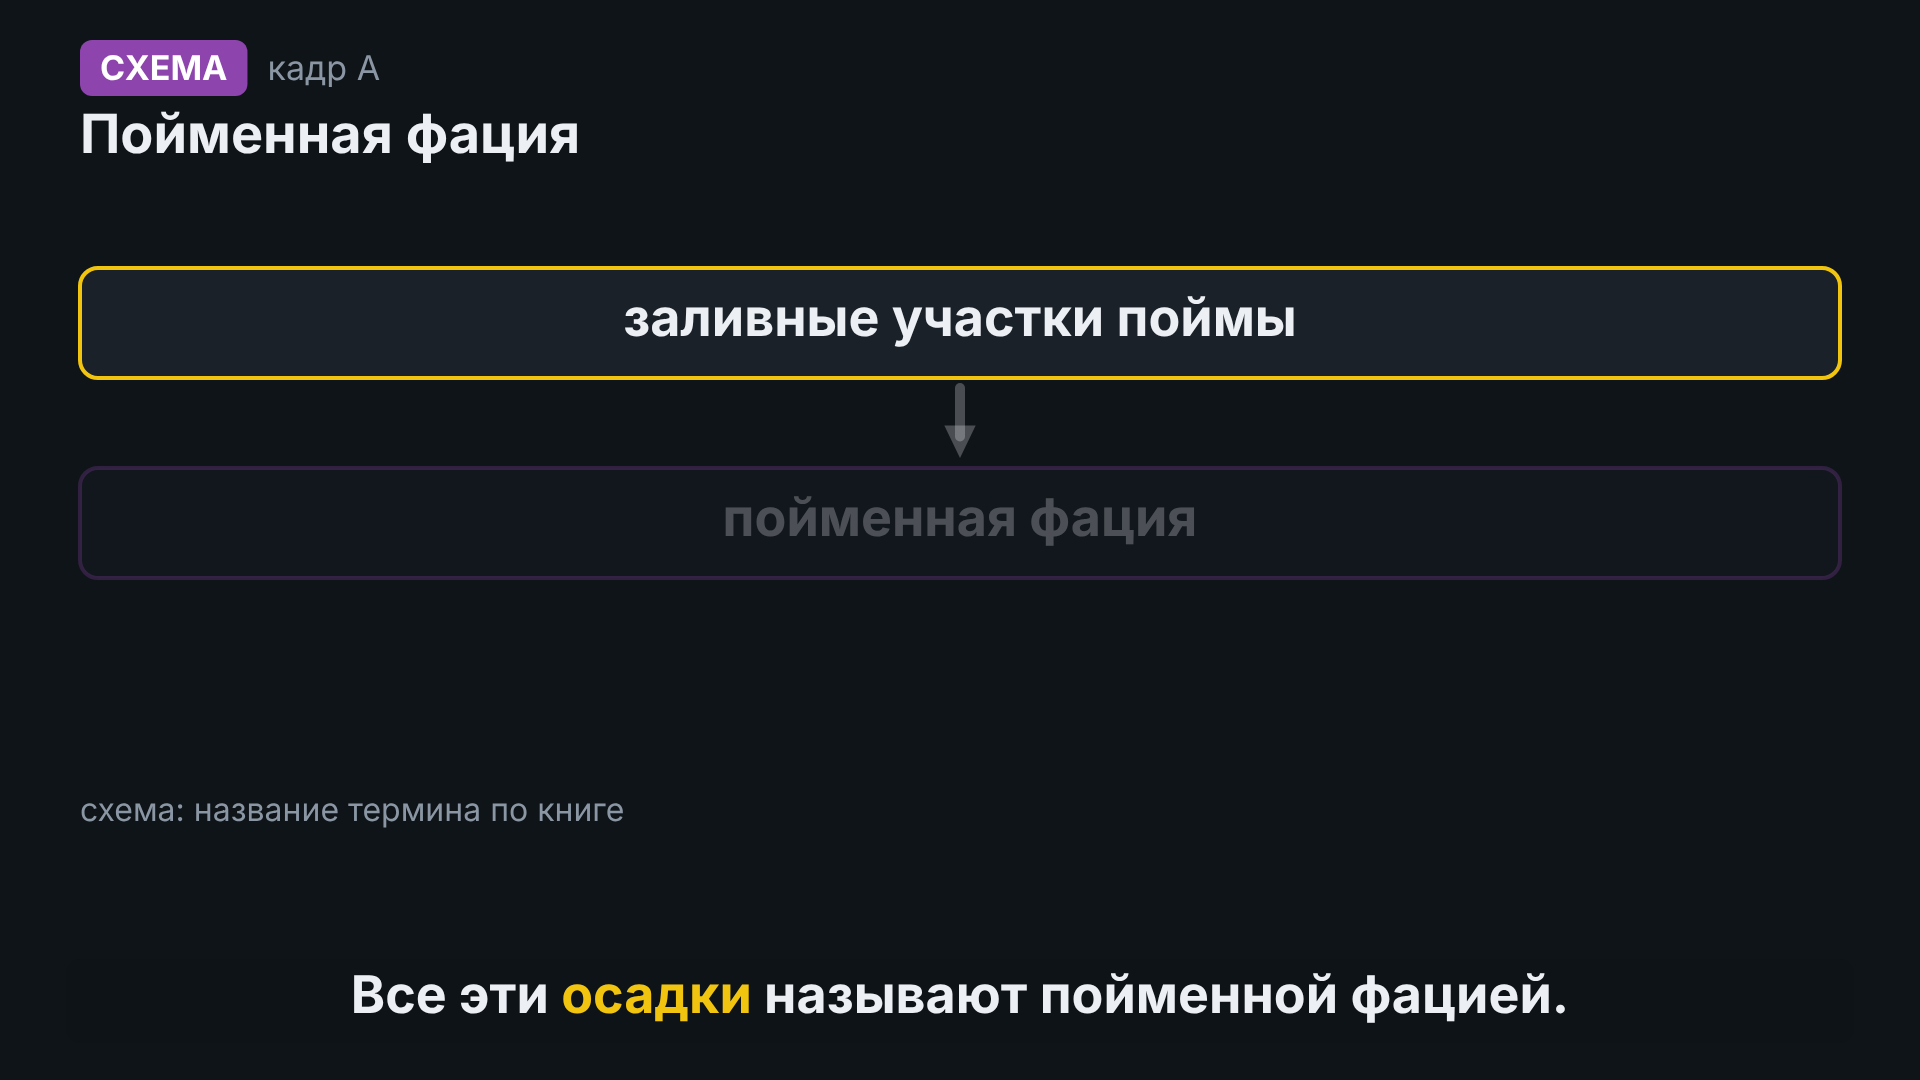 СХЕМА кадр А
Пойменная фация
заливные участки поймы
пойменная фация
схема: название термина по книге
Все эти осадки называют пойменной фацией.